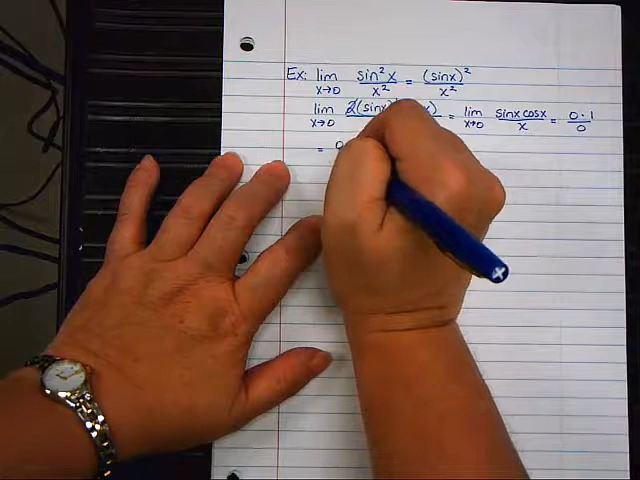 Ex: lim x→0 sin²x/x² = (sinx)²/x²
lim x→0 2(sinx) x)/ = lim x→0 sinx cosx/x = 0·1/0
= 0